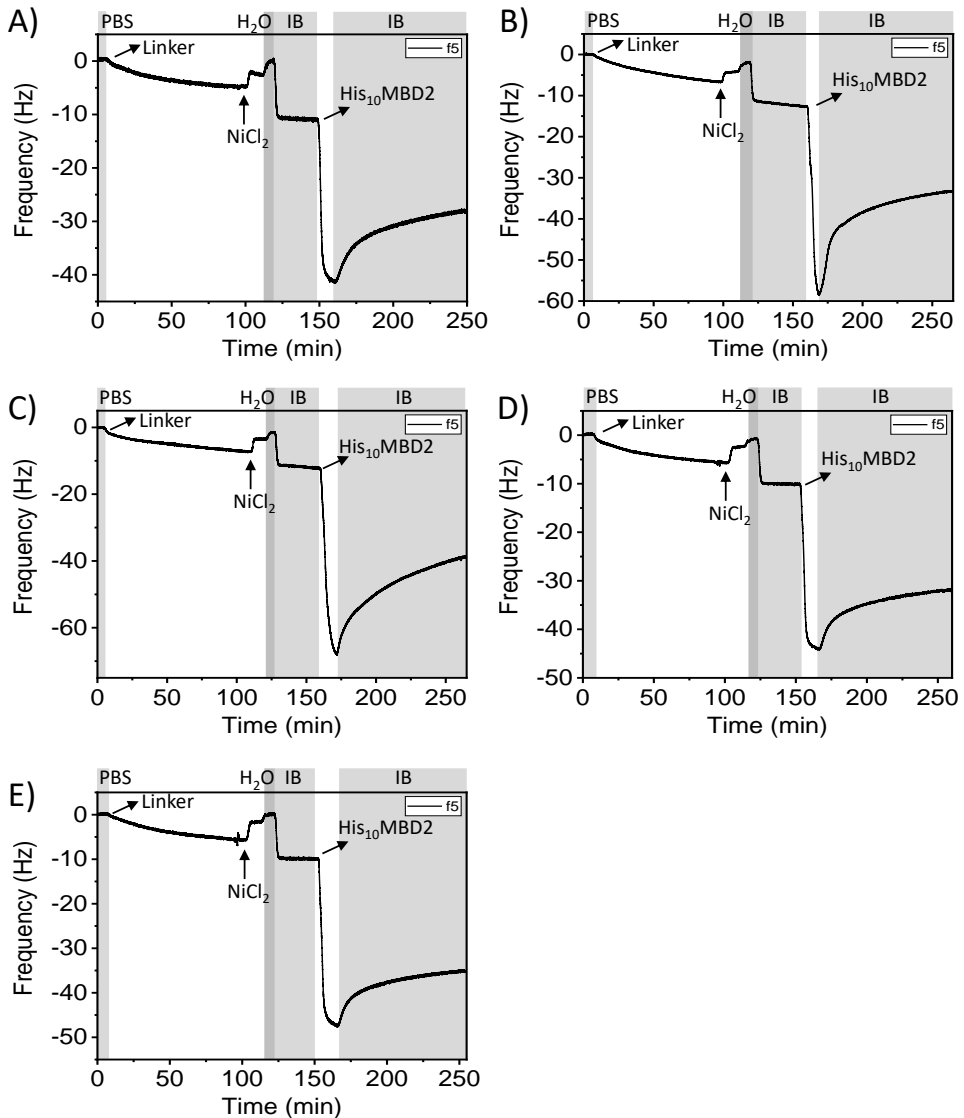 A)
PBS
H₂O
IB
IB
Linker
f5
His₁₀MBD2
NiCl₂
Frequency (Hz)
0
-10
-20
-30
-40
0 50 100 150 200 250
Time (min)
B)
PBS
H₂O
IB
IB
Linker
f5
His₁₀MBD2
NiCl₂
Frequency (Hz)
0
-10
-20
-30
-40
-50
-60
0 50 100 150 200 250
Time (min)
C)
PBS
H₂O
IB
IB
Linker
f5
His₁₀MBD2
NiCl₂
Frequency (Hz)
0
-20
-40
-60
0 50 100 150 200 250
Time (min)
D)
PBS
H₂O
IB
IB
Linker
f5
His₁₀MBD2
NiCl₂
Frequency (Hz)
0
-10
-20
-30
-40
-50
0 50 100 150 200 250
Time (min)
E)
PBS
H₂O
IB
IB
Linker
f5
His₁₀MBD2
NiCl₂
Frequency (Hz)
0
-10
-20
-30
-40
-50
0 50 100 150 200 250
Time (min)